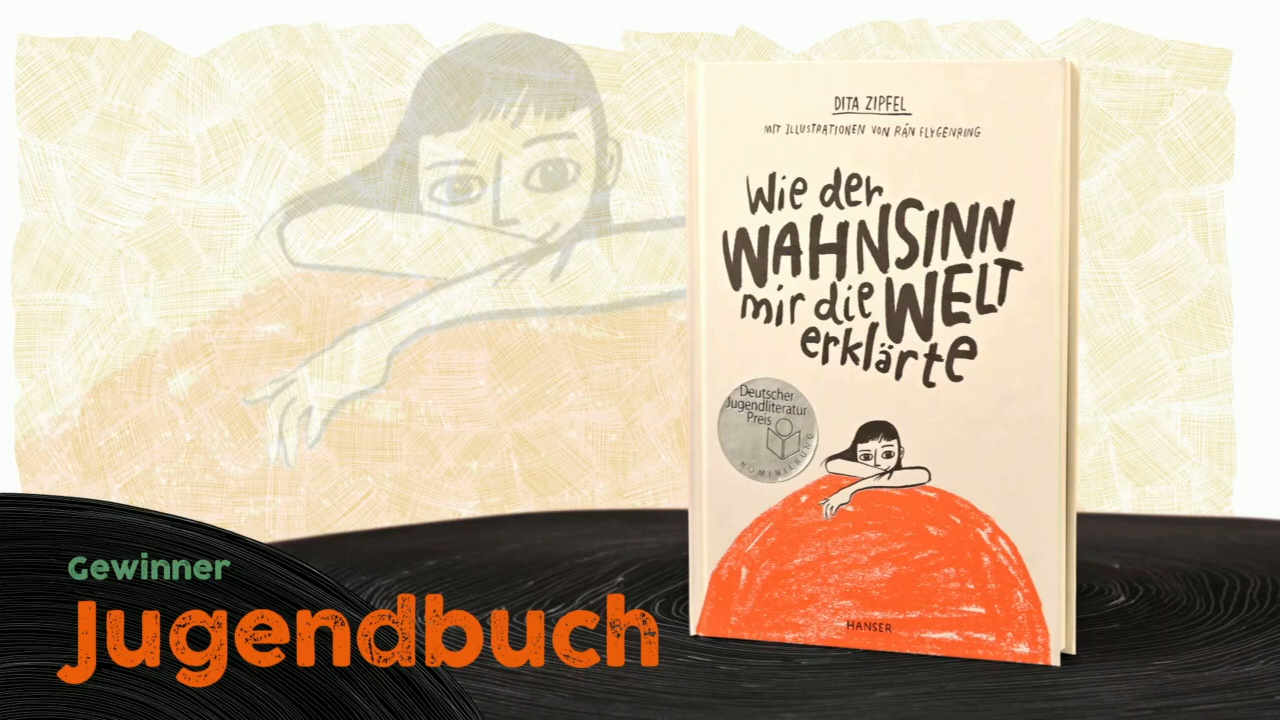 Gewinner
Jugendbuch
DITA ZIPFEL
MIT ILLUSTRATIONEN VON RÁN FLYGENRING
Wie der
WAHNSINN
mir die WELT
erklärte
Deutscher
Jugendliteratur
Preis
NOMINIERUNG
HANSER